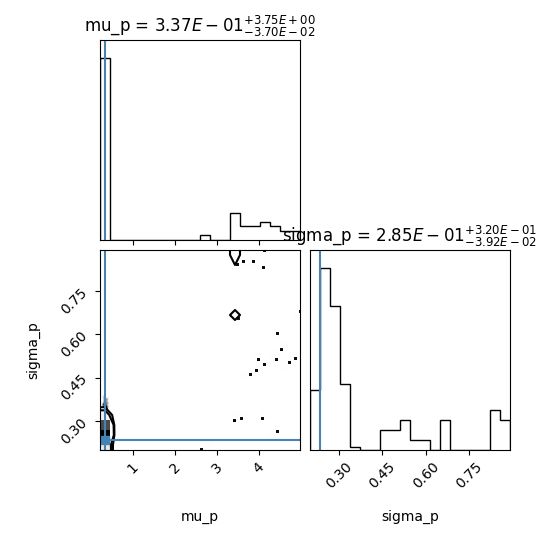 mu_p = 3.37E − 01 +3.75E+00 −3.70E−02
sigma_p = 2.85E − 01 +3.20E−01 −3.92E−02
0.75
0.60
0.45
0.30
sigma_p
1 2 3 4
0.30 0.45 0.60 0.75
mu_p
sigma_p